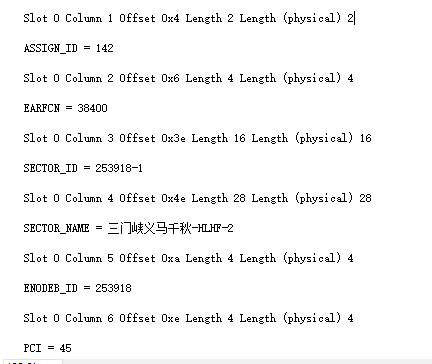 Slot 0 Column 1 Offset 0x4 Length 2 Length (physical) 2
ASSIGN_ID = 142
Slot 0 Column 2 Offset 0x6 Length 4 Length (physical) 4
EARFCN = 38400
Slot 0 Column 3 Offset 0x3e Length 16 Length (physical) 16
SECTOR_ID = 253918-1
Slot 0 Column 4 Offset 0x4e Length 28 Length (physical) 28
SECTOR_NAME = 三门峡义马千秋-HLHF-2
Slot 0 Column 5 Offset 0xa Length 4 Length (physical) 4
ENODEB_ID = 253918
Slot 0 Column 6 Offset 0xe Length 4 Length (physical) 4
PCI = 45